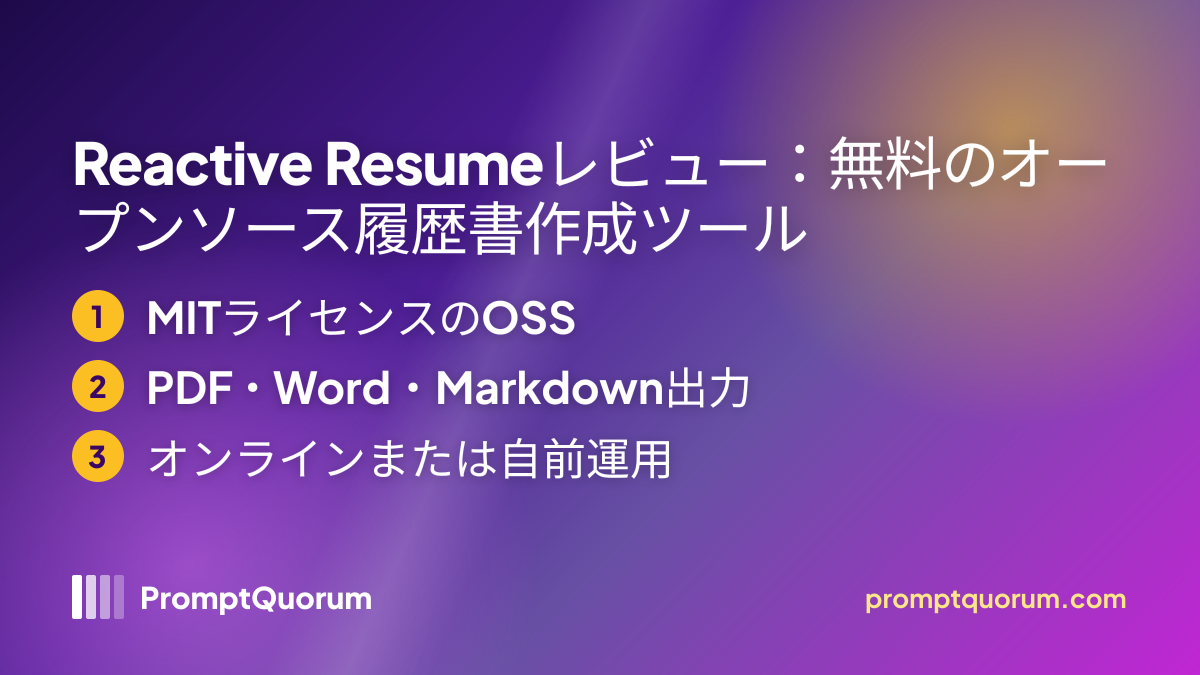 Reactive Resumeレビュー：無料のオー
プンソース履歴書作成ツール
1 MITライセンスのOSS
2 PDF・Word・Markdown出力
3 オンラインまたは自前運用
PromptQuorum
promptquorum.com